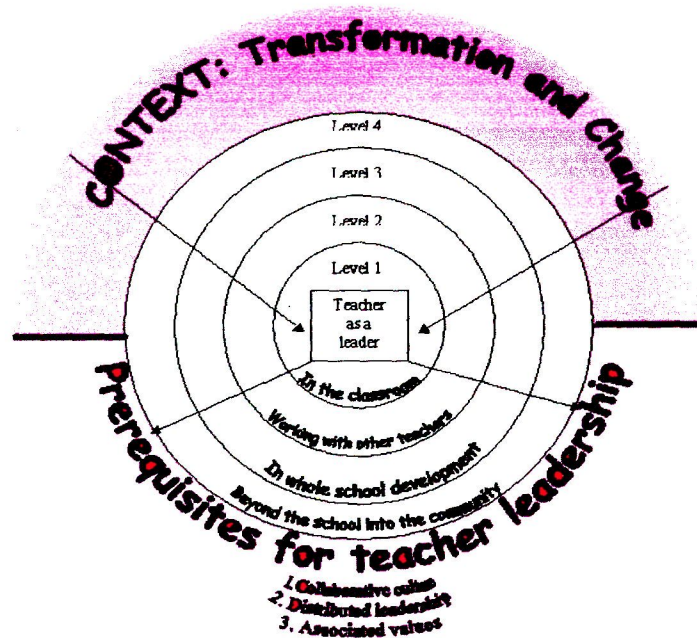 CONTEXT: Transformation and Change
Level 4
Level 3
Level 2
Level 1
Teacher
as a
leader
In the classroom
Working with other teachers
In whole school development
Beyond the school into the community
Prerequisites for teacher leadership
1. Collaborative culture
2. Distributed leadership
3. Associated values